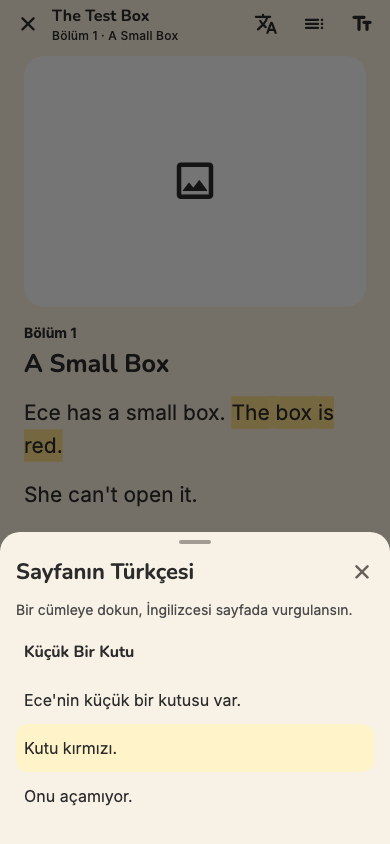 The Test Box
Bölüm 1 · A Small Box
Bölüm 1
A Small Box
Ece has a small box. The box is
red.
She can't open it.
Sayfanın Türkçesi
Bir cümleye dokun, İngilizcesi sayfada vurgulansın.
Küçük Bir Kutu
Ece'nin küçük bir kutusu var.
Kutu kırmızı.
Onu açamıyor.